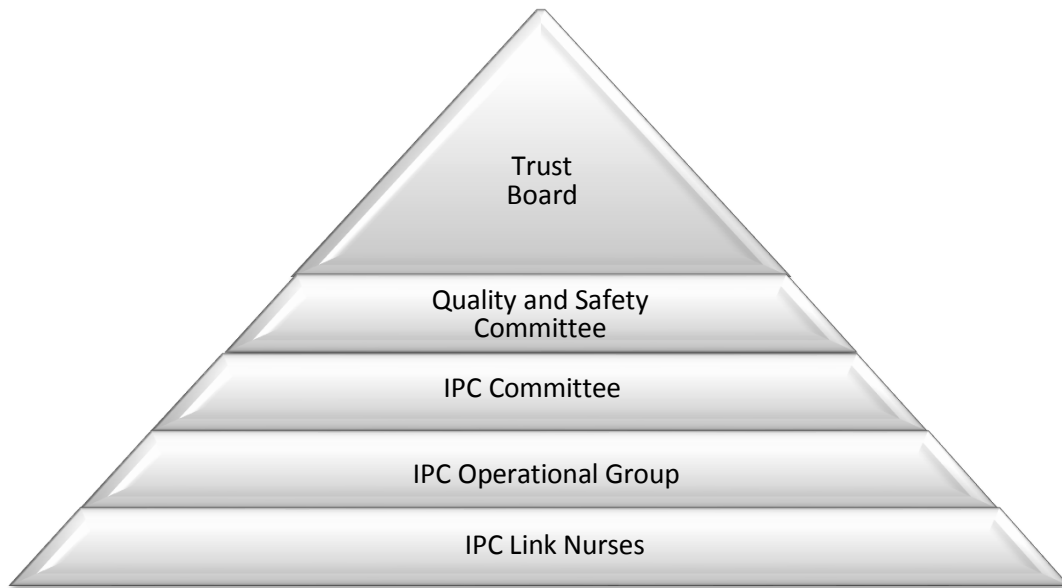 Trust
Board
Quality and Safety
Committee
IPC Committee
IPC Operational Group
IPC Link Nurses